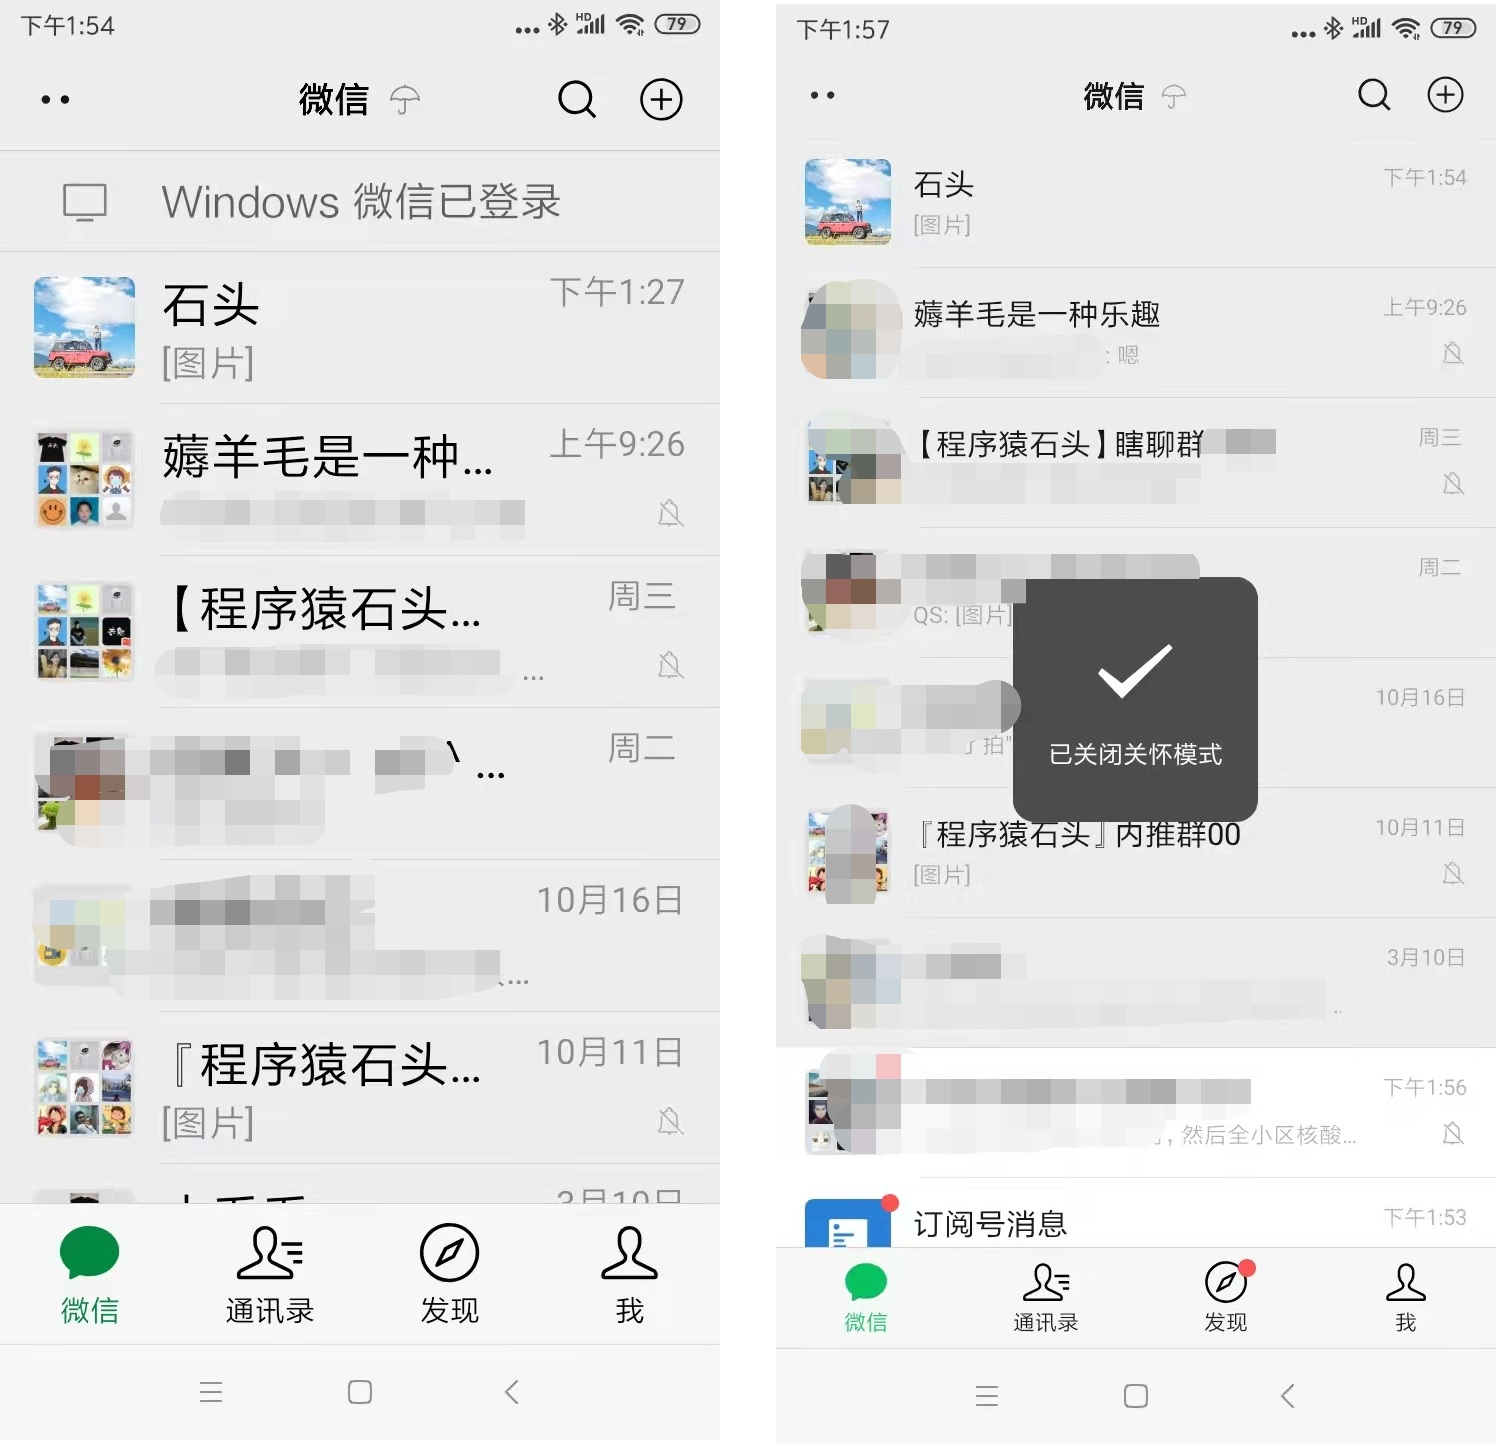 下午1:54
HD
79
微信
Windows 微信已登录
石头
下午1:27
[图片]
薅羊毛是一种...
上午9:26
【程序猿石头...
周三
...
周二
...
10月16日
...
『程序猿石头...
10月11日
[图片]
3月10日
微信
通讯录
发现
我
下午1:57
HD
79
微信
石头
下午1:54
[图片]
薅羊毛是一种乐趣
上午9:26
: 嗯
【程序猿石头】瞎聊群
周三
周二
QS: [图片]
10月16日
了拍"
已关闭关怀模式
『程序猿石头』内推群00
10月11日
[图片]
3月10日
..
下午1:56
, 然后全小区核酸...
订阅号消息
下午1:53
微信
通讯录
发现
我